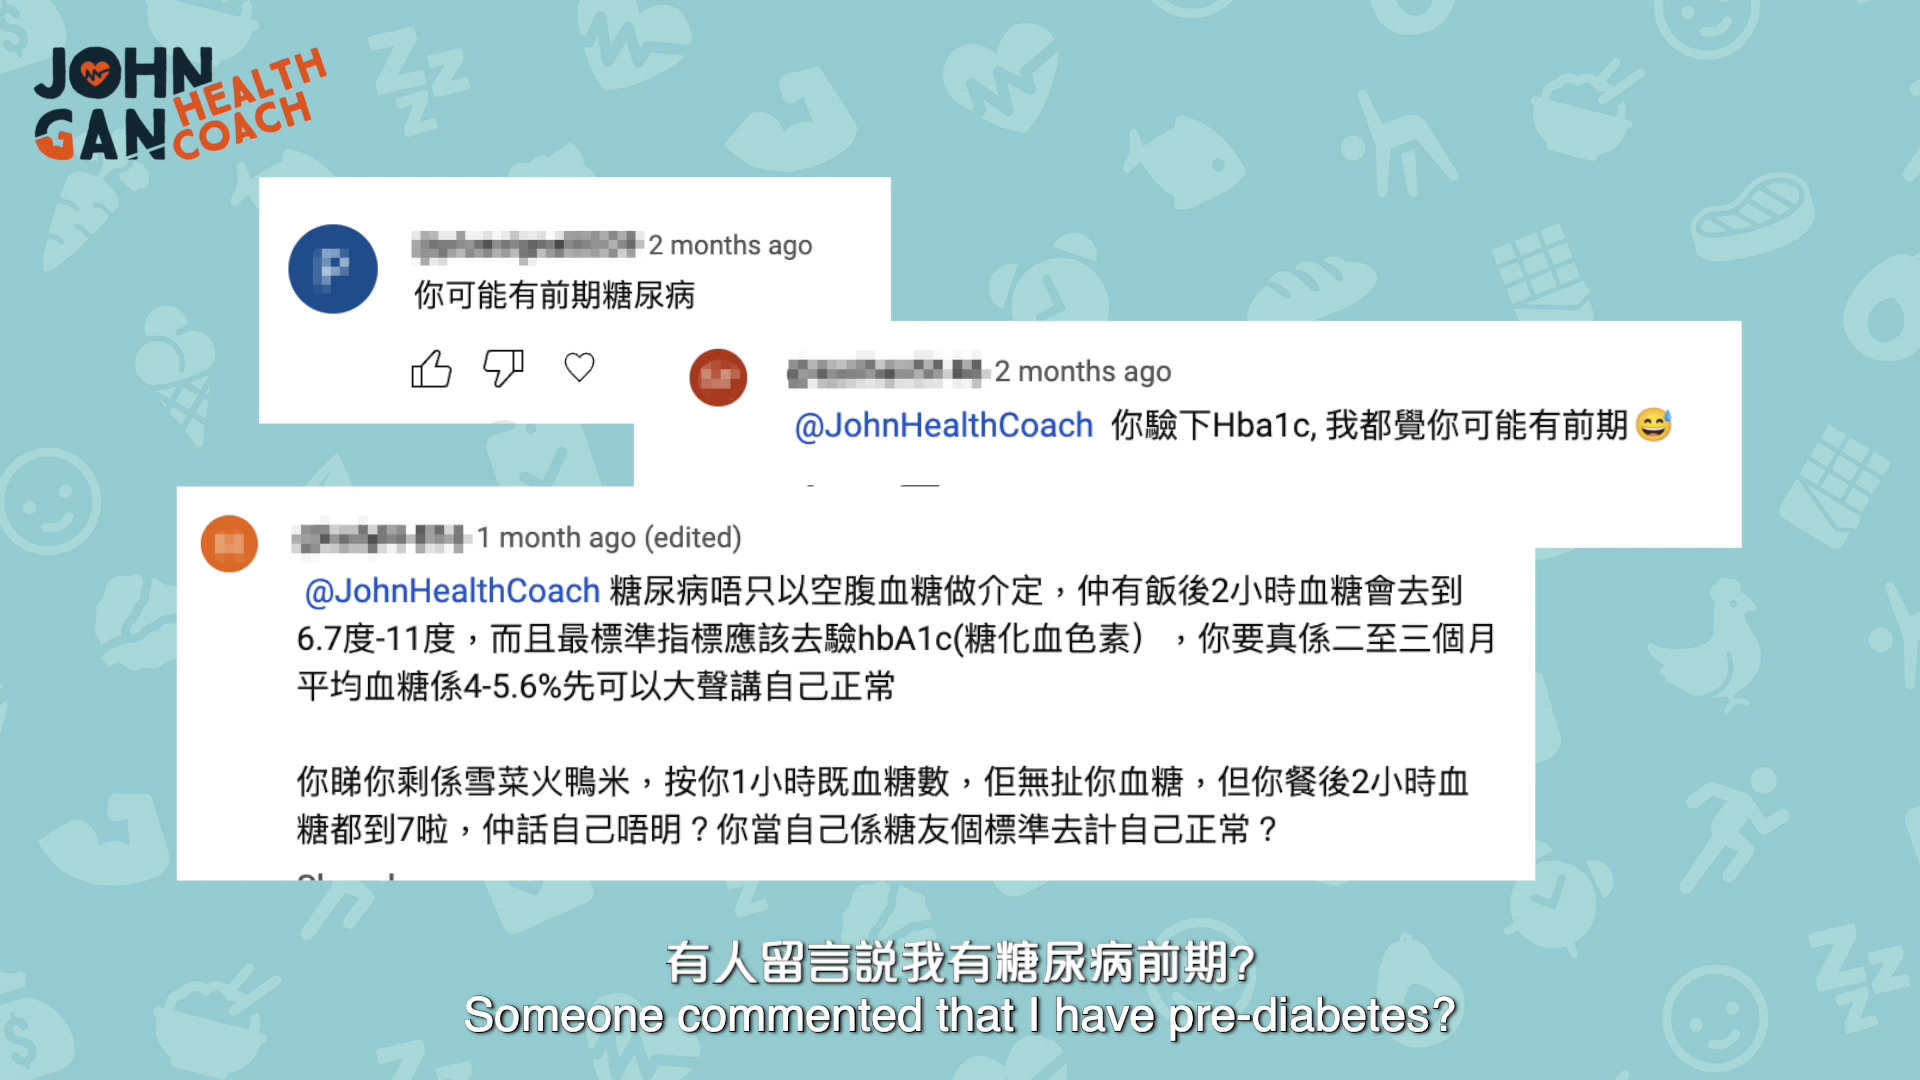 JOHN
GAN
HEALTH
COACH
2 months ago
你可能有前期糖尿病
2 months ago
@JohnHealthCoach 你驗下Hba1c, 我都覺你可能有前期😅
1 month ago (edited)
@JohnHealthCoach 糖尿病唔只以空腹血糖做介定，仲有飯後2小時血糖會去到
6.7度-11度，而且最標準指標應該去驗hbA1c(糖化血色素），你要真係二至三個月
平均血糖係4-5.6%先可以大聲講自己正常
你睇你剩係雪菜火鴨米，按你1小時既血糖數，佢無扯你血糖，但你餐後2小時血
糖都到7啦，仲話自己唔明？你當自己係糖友個標準去計自己正常？
有人留言説我有糖尿病前期?
Someone commented that I have pre-diabetes?